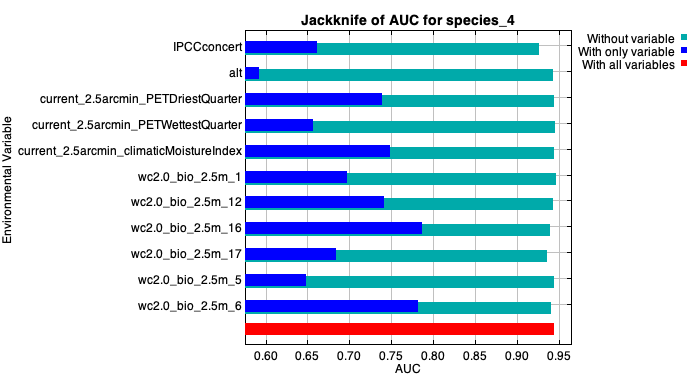 Jackknife of AUC for species_4
Without variable
With only variable
With all variables
Environmental Variable
IPCCconcert
alt
current_2.5arcmin_PETDriestQuarter
current_2.5arcmin_PETWettestQuarter
current_2.5arcmin_climaticMoistureIndex
wc2.0_bio_2.5m_1
wc2.0_bio_2.5m_12
wc2.0_bio_2.5m_16
wc2.0_bio_2.5m_17
wc2.0_bio_2.5m_5
wc2.0_bio_2.5m_6
0.60 0.65 0.70 0.75 0.80 0.85 0.90 0.95
AUC